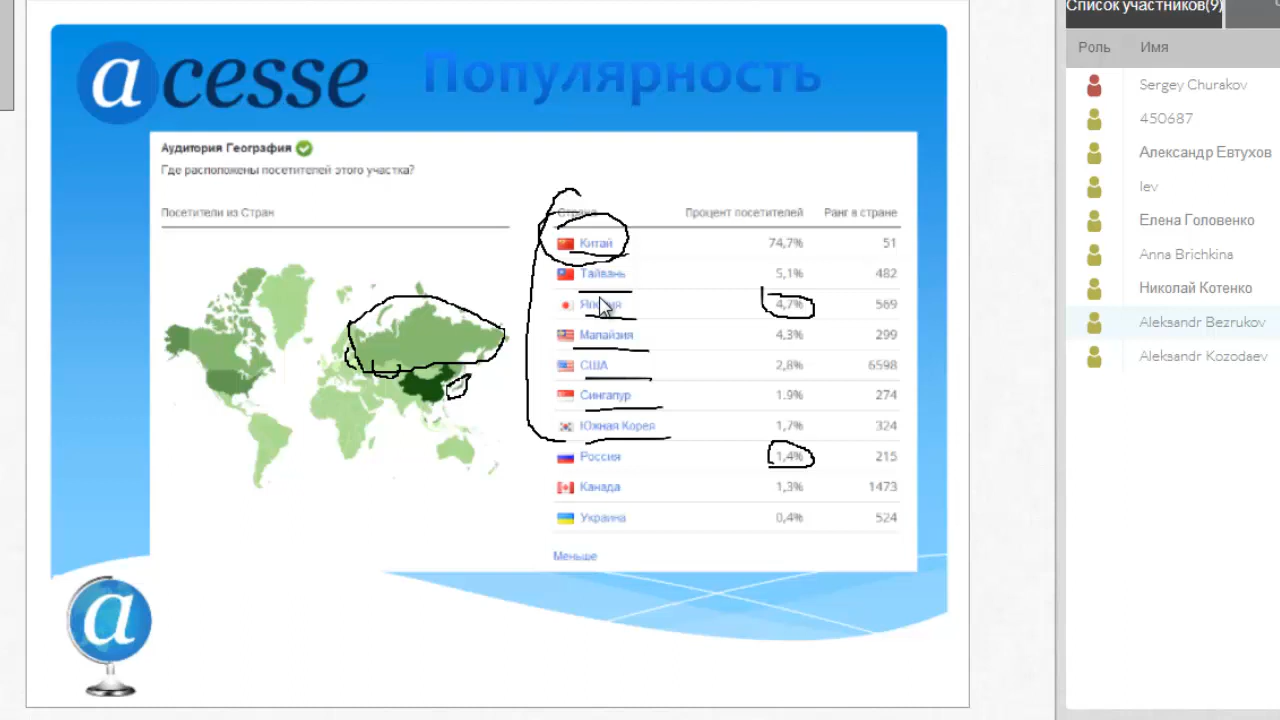 Список участников(9)
Роль Имя
Sergey Churakov
450687
Александр Евтухов
lev
Елена Головенко
Anna Brichkina
Николай Котенко
Aleksandr Bezrukov
Aleksandr Kozodaev
acesse Популярность
Аудитория География
Где расположены посетителей этого участка?
Посетители из Стран
Страна Процент посетителей Ранг в стране
Китай 74,7% 51
Тайвань 5,1% 482
Япония 4,7% 569
Малайзия 4,3% 299
США 2,8% 6598
Сингапур 1.9% 274
Южная Корея 1,7% 324
Россия 1,4% 215
Канада 1,3% 1473
Украина 0,4% 524
Меньше
a